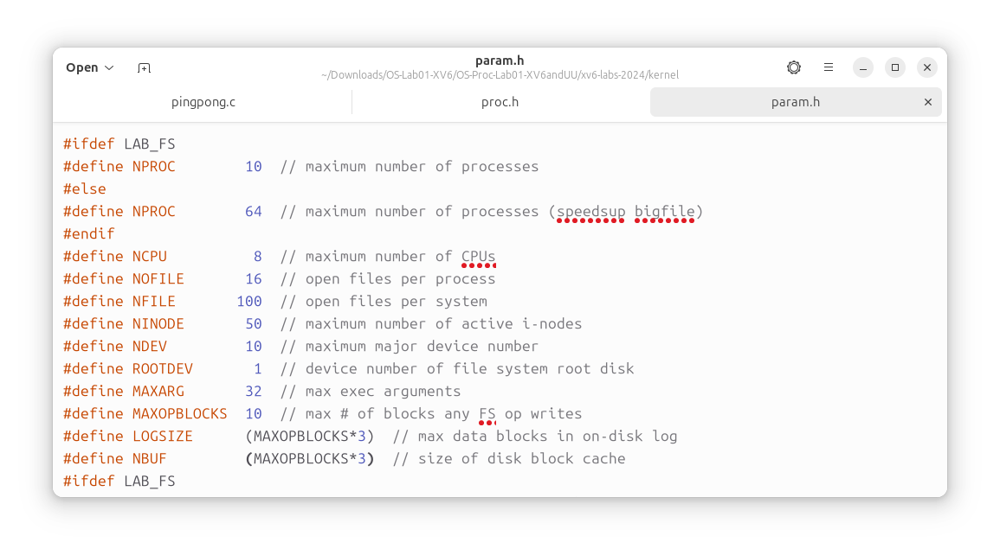 Open
param.h
~/Downloads/OS-Lab01-XV6/OS-Proc-Lab01-XV6andUU/xv6-labs-2024/kernel
pingpong.c proc.h param.h
#ifdef LAB_FS
#define NPROC        10  // maximum number of processes
#else
#define NPROC        64  // maximum number of processes (speedsup bigfile)
#endif
#define NCPU          8  // maximum number of CPUs
#define NOFILE       16  // open files per process
#define NFILE       100  // open files per system
#define NINODE       50  // maximum number of active i-nodes
#define NDEV         10  // maximum major device number
#define ROOTDEV       1  // device number of file system root disk
#define MAXARG       32  // max exec arguments
#define MAXOPBLOCKS  10  // max # of blocks any FS op writes
#define LOGSIZE      (MAXOPBLOCKS*3)  // max data blocks in on-disk log
#define NBUF         (MAXOPBLOCKS*3)  // size of disk block cache
#ifdef LAB_FS